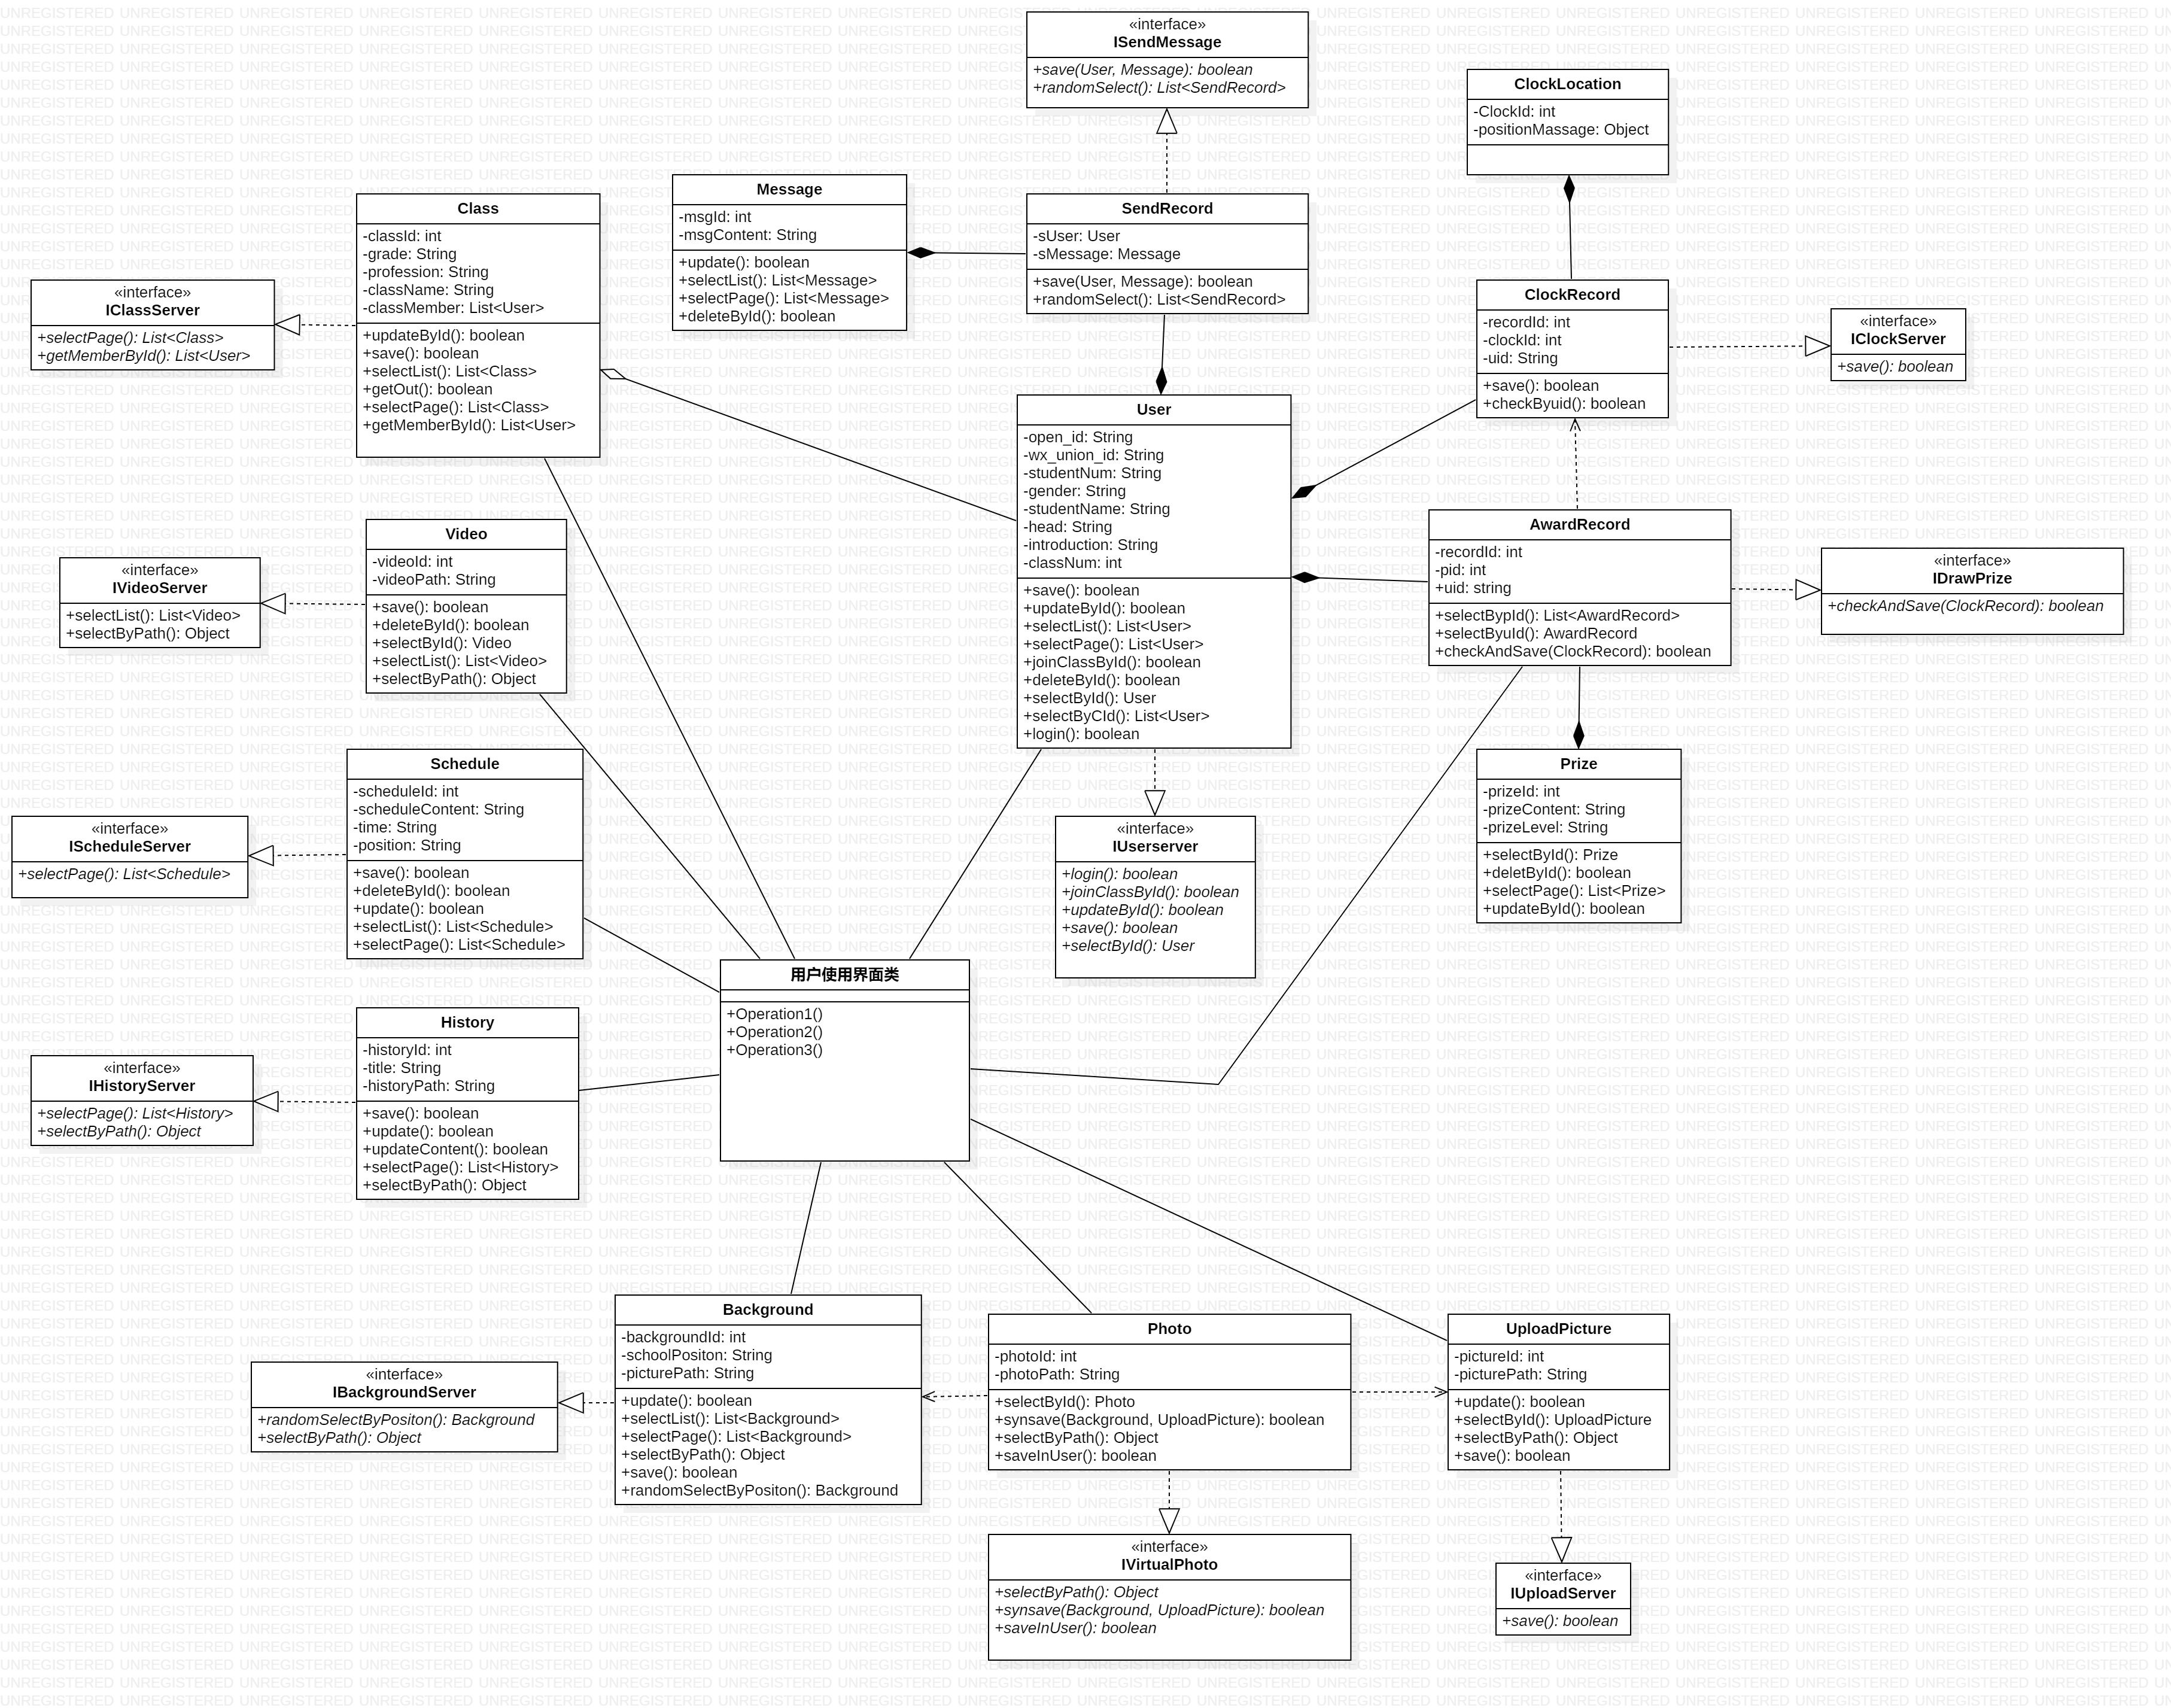 «interface»
ISendMessage
+save(User, Message): boolean
+randomSelect(): List<SendRecord>
ClockLocation
-ClockId: int
-positionMassage: Object
Message
-msgId: int
-msgContent: String
+update(): boolean
+selectList(): List<Message>
+selectPage(): List<Message>
+deleteById(): boolean
SendRecord
-sUser: User
-sMessage: Message
+save(User, Message): boolean
+randomSelect(): List<SendRecord>
Class
-classId: int
-grade: String
-profession: String
-className: String
-classMember: List<User>
+updateById(): boolean
+save(): boolean
+selectList(): List<Class>
+getOut(): boolean
+selectPage(): List<Class>
+getMemberById(): List<User>
«interface»
IClassServer
+selectPage(): List<Class>
+getMemberById(): List<User>
ClockRecord
-recordId: int
-clockId: int
-uid: String
+save(): boolean
+checkByuid(): boolean
«interface»
IClockServer
+save(): boolean
User
-open_id: String
-wx_union_id: String
-studentNum: String
-gender: String
-studentName: String
-head: String
-introduction: String
-classNum: int
+save(): boolean
+updateById(): boolean
+selectList(): List<User>
+selectPage(): List<User>
+joinClassById(): boolean
+deleteById(): boolean
+selectById(): User
+selectByCId(): List<User>
+login(): boolean
AwardRecord
-recordId: int
-pid: int
+uid: string
+selectBypId(): List<AwardRecord>
+selectByuId(): AwardRecord
+checkAndSave(ClockRecord): boolean
«interface»
IDrawPrize
+checkAndSave(ClockRecord): boolean
Video
-videoId: int
-videoPath: String
+save(): boolean
+deleteById(): boolean
+selectById(): Video
+selectList(): List<Video>
+selectByPath(): Object
«interface»
IVideoServer
+selectList(): List<Video>
+selectByPath(): Object
Schedule
-scheduleId: int
-scheduleContent: String
-time: String
-position: String
+save(): boolean
+deleteById(): boolean
+update(): boolean
+selectList(): List<Schedule>
+selectPage(): List<Schedule>
«interface»
IScheduleServer
+selectPage(): List<Schedule>
«interface»
IUserserver
+login(): boolean
+joinClassById(): boolean
+updateById(): boolean
+save(): boolean
+selectById(): User
Prize
-prizeId: int
-prizeContent: String
-prizeLevel: String
+selectById(): Prize
+deletById(): boolean
+selectPage(): List<Prize>
+updateById(): boolean
用户使用界面类
+Operation1()
+Operation2()
+Operation3()
History
-historyId: int
-title: String
-historyPath: String
+save(): boolean
+update(): boolean
+updateContent(): boolean
+selectPage(): List<History>
+selectByPath(): Object
«interface»
IHistoryServer
+selectPage(): List<History>
+selectByPath(): Object
Background
-backgroundId: int
-schoolPositon: String
-picturePath: String
+update(): boolean
+selectList(): List<Background>
+selectPage(): List<Background>
+selectByPath(): Object
+save(): boolean
+randomSelectByPositon(): Background
«interface»
IBackgroundServer
+randomSelectByPositon(): Background
+selectByPath(): Object
Photo
-photoId: int
-photoPath: String
+selectById(): Photo
+synsave(Background, UploadPicture): boolean
+selectByPath(): Object
+saveInUser(): boolean
UploadPicture
-pictureId: int
-picturePath: String
+update(): boolean
+selectById(): UploadPicture
+selectByPath(): Object
+save(): boolean
«interface»
IVirtualPhoto
+selectByPath(): Object
+synsave(Background, UploadPicture): boolean
+saveInUser(): boolean
«interface»
IUploadServer
+save(): boolean